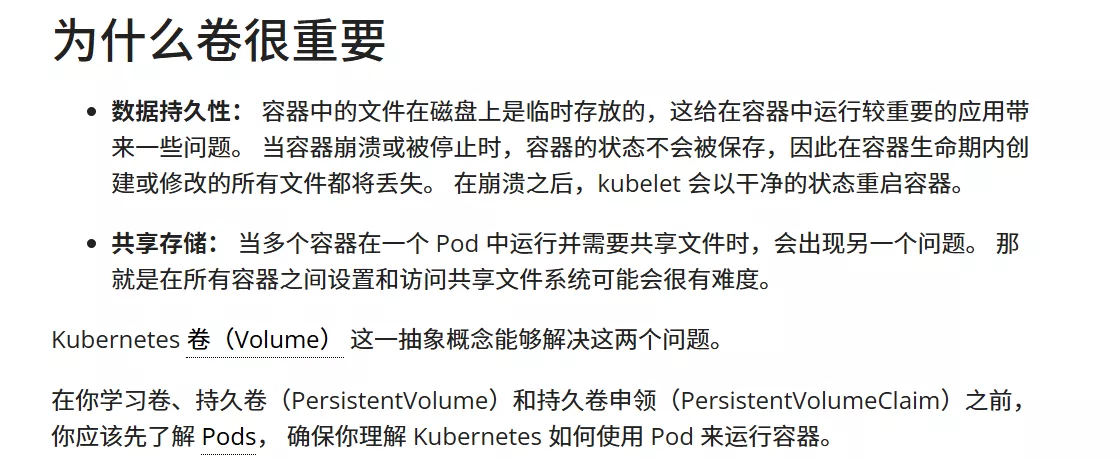 为什么卷很重要
• 数据持久性： 容器中的文件在磁盘上是临时存放的，这给在容器中运行较重要的应用带
来一些问题。 当容器崩溃或被停止时，容器的状态不会被保存，因此在容器生命期内创
建或修改的所有文件都将丢失。 在崩溃之后，kubelet 会以干净的状态重启容器。
• 共享存储： 当多个容器在一个 Pod 中运行并需要共享文件时，会出现另一个问题。 那
就是在所有容器之间设置和访问共享文件系统可能会很有难度。
Kubernetes 卷（Volume） 这一抽象概念能够解决这两个问题。
在你学习卷、持久卷（PersistentVolume）和持久卷申领（PersistentVolumeClaim）之前，
你应该先了解 Pods， 确保你理解 Kubernetes 如何使用 Pod 来运行容器。